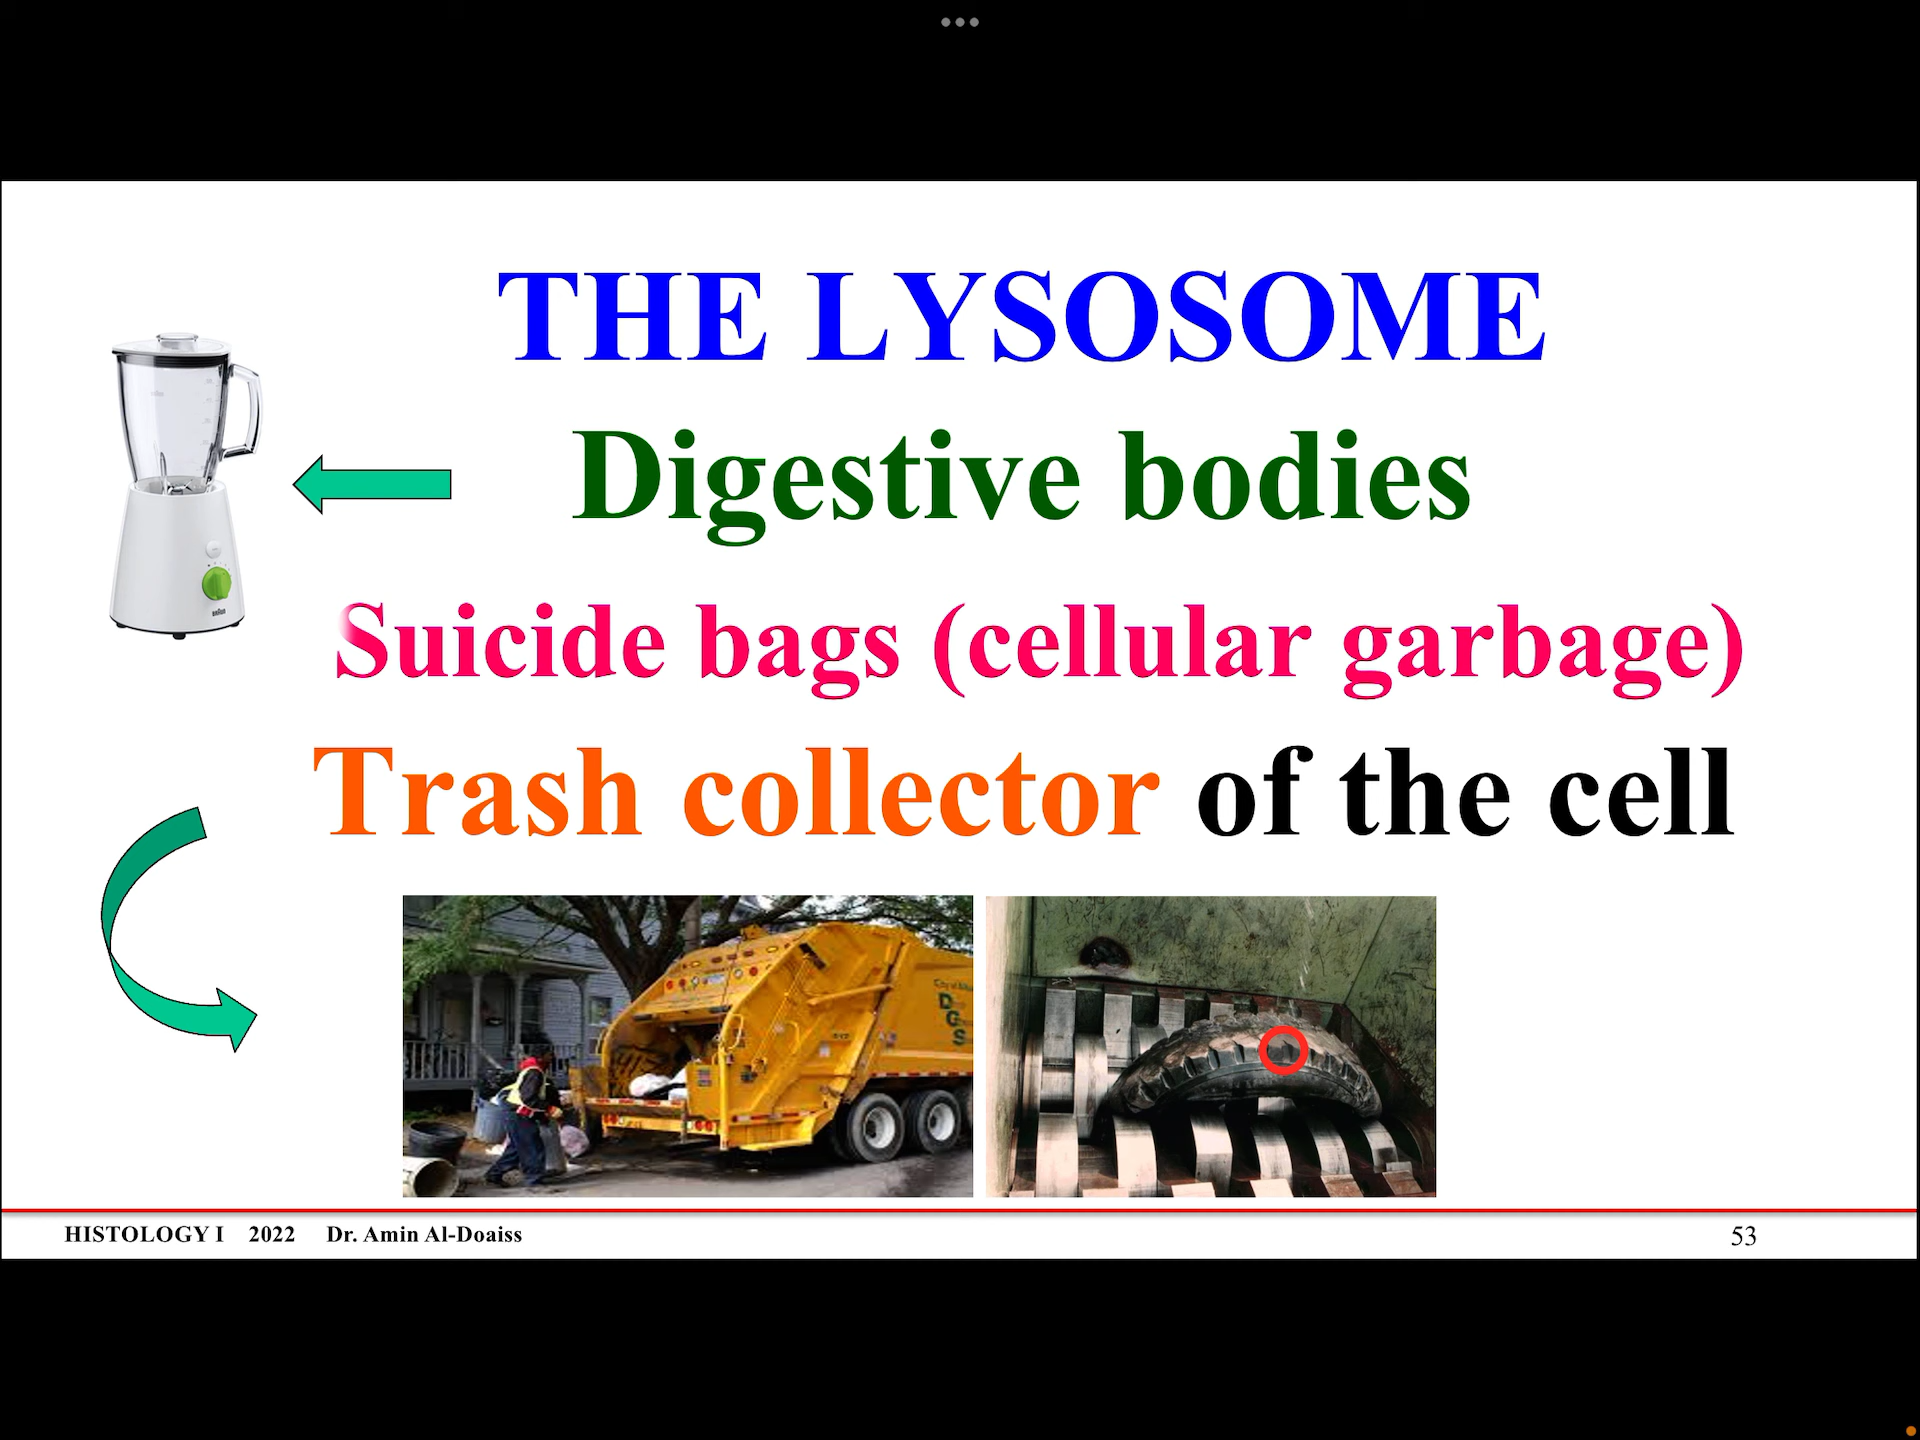 THE LYSOSOME
Digestive bodies
Suicide bags (cellular garbage)
Trash collector of the cell
D
G
S
HISTOLOGY I 2022 Dr. Amin Al-Doaiss
53